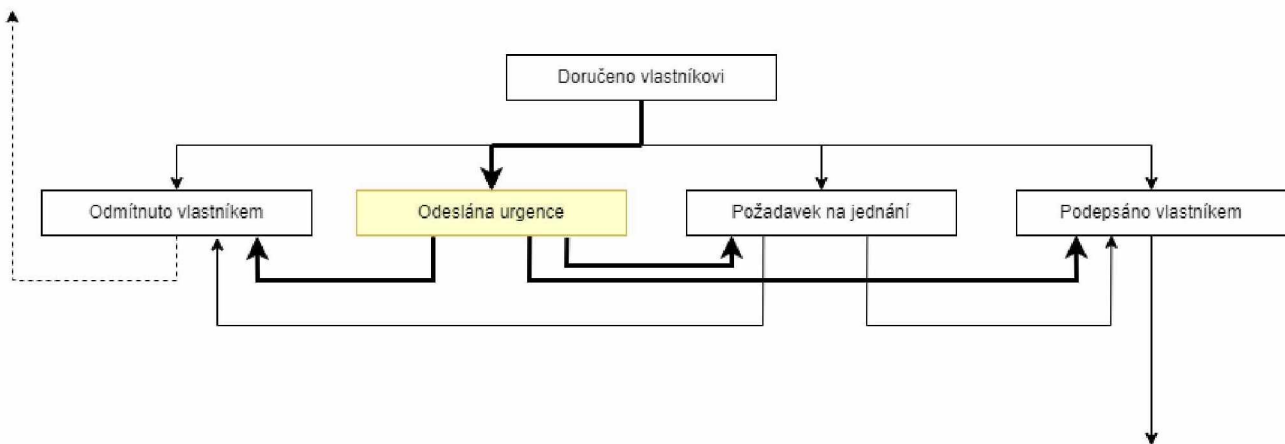 Doručeno vlastníkovi
Odmítnuto vlastníkem
Odeslána urgence
Požadavek na jednání
Podepsáno vlastníkem